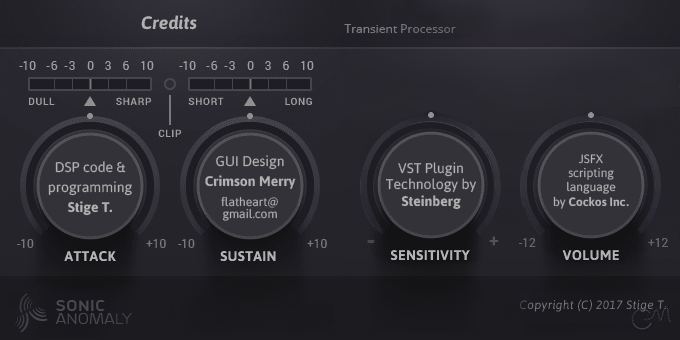 Credits
Transient Processor
-10 -6 -3 0 3 6 10
-10 -6 -3 0 3 6 10
DULL SHARP
SHORT LONG
CLIP
DSP code &
programming
Stige T.
GUI Design
Crimson Merry
flatheart@
gmail.com
VST Plugin
Technology by
Steinberg
JSFX
scripting
language
by Cockos Inc.
-10 +10
-10 +10
- +
-12 +12
ATTACK
SUSTAIN
SENSITIVITY
VOLUME
SONIC
ANOMALY
Copyright (C) 2017 Stige T.